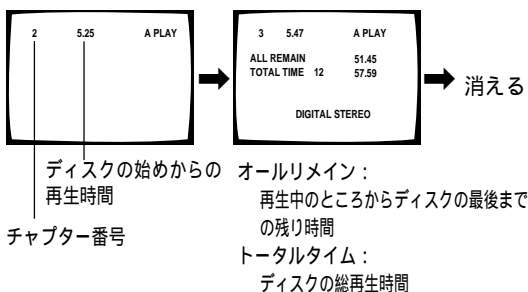 2 5.25 A PLAY
3 5.47 A PLAY
ALL REMAIN 51.45
TOTAL TIME 12 57.59
DIGITAL STEREO
消える
ディスクの始めからの
再生時間
チャプター番号
オールリメイン：
再生中のところからディスクの最後まで
の残り時間
トータルタイム：
ディスクの総再生時間